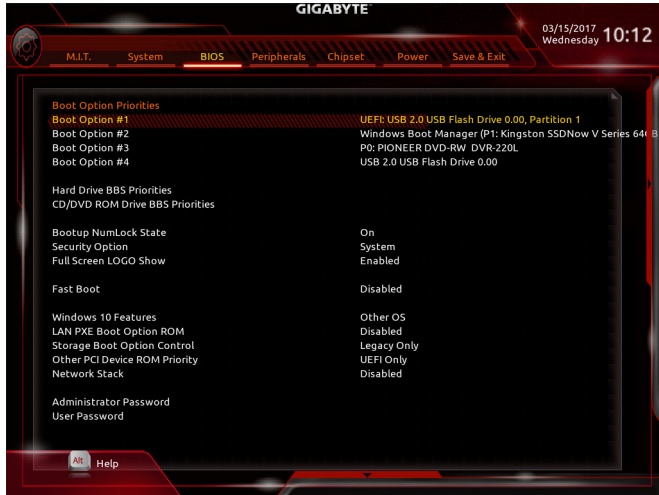 GIGABYTE
03/15/2017
Wednesday 10:12
M.I.T. System BIOS Peripherals Chipset Power Save & Exit
Boot Option Priorities
Boot Option #1 UEFI: USB 2.0 USB Flash Drive 0.00, Partition 1
Boot Option #2 Windows Boot Manager (P1: Kingston SSDNow V Series 64GB
Boot Option #3 P0: PIONEER DVD-RW DVR-220L
Boot Option #4 USB 2.0 USB Flash Drive 0.00
Hard Drive BBS Priorities
CD/DVD ROM Drive BBS Priorities
Bootup NumLock State On
Security Option System
Full Screen LOGO Show Enabled
Fast Boot Disabled
Windows 10 Features Other OS
LAN PXE Boot Option ROM Disabled
Storage Boot Option Control Legacy Only
Other PCI Device ROM Priority UEFI Only
Network Stack Disabled
Administrator Password
User Password
Alt Help